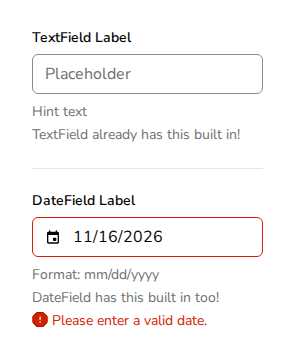 TextField Label
Placeholder
Hint text
TextField already has this built in!
DateField Label
11/16/2026
Format: mm/dd/yyyy
DateField has this built in too!
Please enter a valid date.